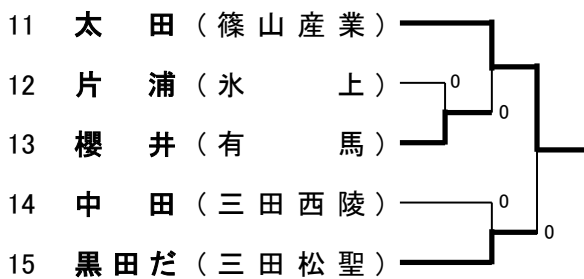 11 太 田 ( 篠 山 産 業 )
12 片 浦 ( 氷 上 ) 0
0
13 櫻 井 ( 有 馬 )
14 中 田 ( 三 田 西 陵 ) 0
0
15 黒 田 だ ( 三 田 松 聖 )